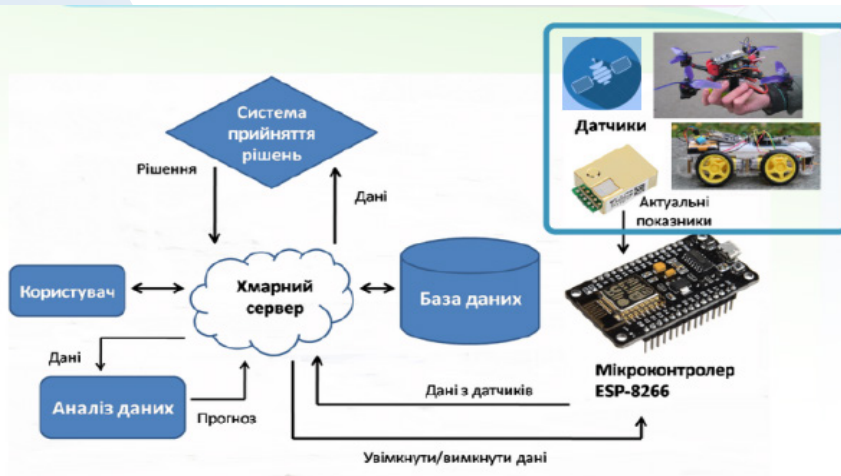 Система
прийняття
рішень
Датчики
Рішення
Дані
Актуальні
показники
Користувач
Хмарний
сервер
База даних
Дані
Аналіз даних
Прогноз
Дані з датчиків
Мікроконтролер
ESP-8266
Увімкнути/вимкнути дані